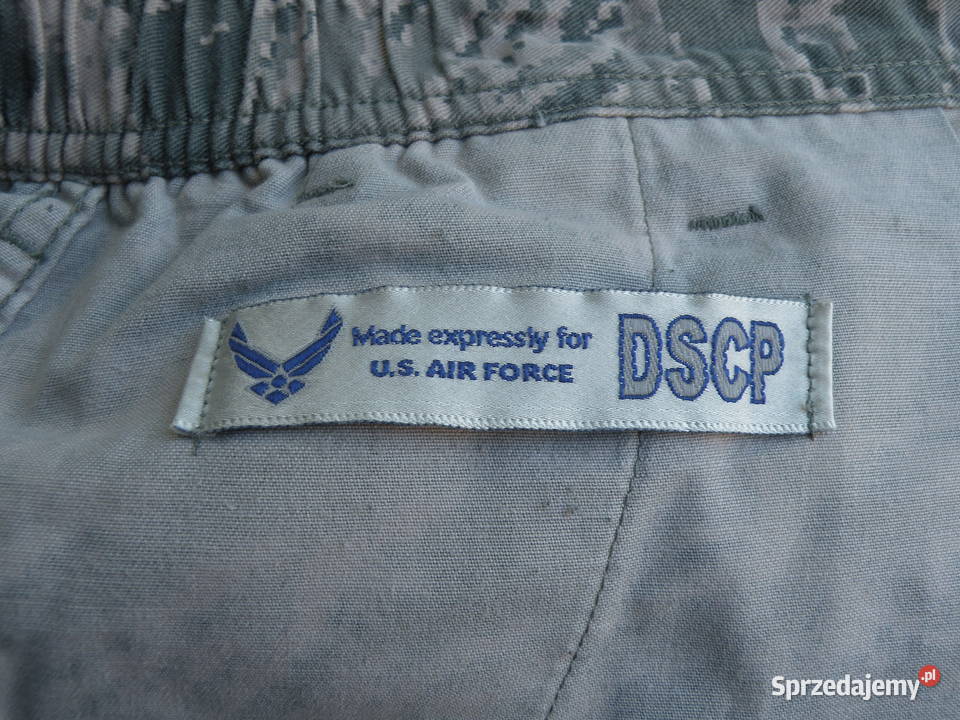 Made expressly for
U.S. AIR FORCE
DSCP
Sprzedajemy.pl